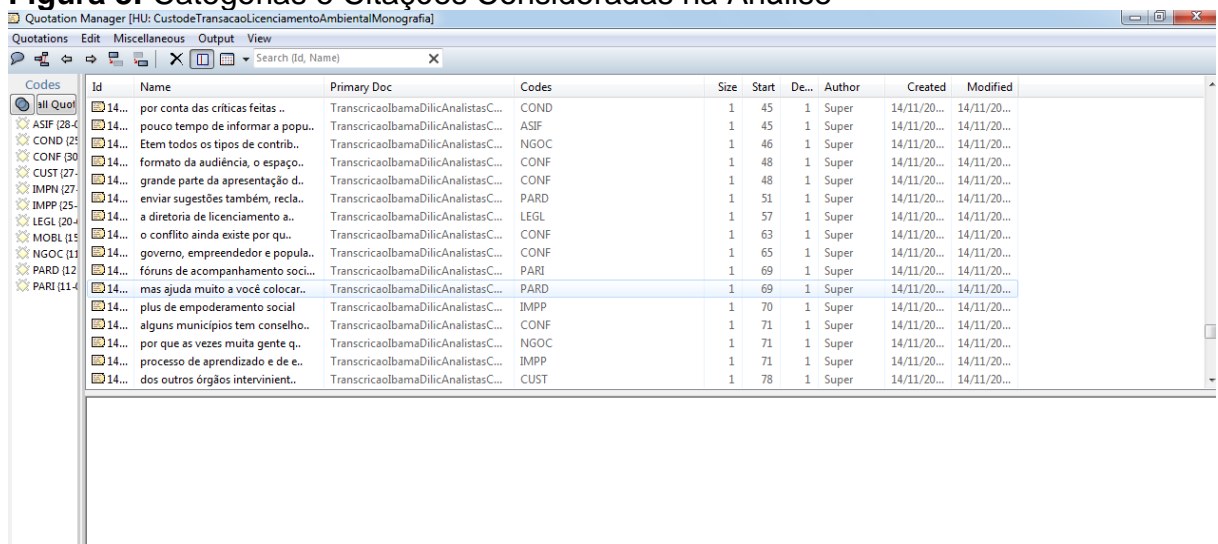 Figura 3. Categorias e Citações Consideradas na Análise
Quotation Manager [HU: CustodeTransacaoLicenciamentoAmbientalMonografia]
Quotations Edit Miscellaneous Output View
Search (Id, Name)
Codes Id Name Primary Doc Codes Size Start De... Author Created Modified
all Quot
ASIF {28-
COND {25
CONF {30
CUST {27-
IMPN {27-
IMPP {25-
LEGL {20-
MOBL {15
NGOC {11
PARD {12
PARI {11-
14... por conta das críticas feitas .. TranscricaoIbamaDilicAnalistasC... COND 1 45 1 Super 14/11/20... 14/11/20...
14... pouco tempo de informar a popu.. TranscricaoIbamaDilicAnalistasC... ASIF 1 45 1 Super 14/11/20... 14/11/20...
14... Etem todos os tipos de contrib.. TranscricaoIbamaDilicAnalistasC... NGOC 1 46 1 Super 14/11/20... 14/11/20...
14... formato da audiência, o espaço.. TranscricaoIbamaDilicAnalistasC... CONF 1 48 1 Super 14/11/20... 14/11/20...
14... grande parte da apresentação d.. TranscricaoIbamaDilicAnalistasC... CONF 1 48 1 Super 14/11/20... 14/11/20...
14... enviar sugestões também, recla.. TranscricaoIbamaDilicAnalistasC... PARD 1 51 1 Super 14/11/20... 14/11/20...
14... a diretoria de licenciamento a.. TranscricaoIbamaDilicAnalistasC... LEGL 1 57 1 Super 14/11/20... 14/11/20...
14... o conflito ainda existe por qu.. TranscricaoIbamaDilicAnalistasC... CONF 1 63 1 Super 14/11/20... 14/11/20...
14... governo, empreendedor e popula.. TranscricaoIbamaDilicAnalistasC... CONF 1 65 1 Super 14/11/20... 14/11/20...
14... fóruns de acompanhamento soci... TranscricaoIbamaDilicAnalistasC... PARI 1 69 1 Super 14/11/20... 14/11/20...
14... mas ajuda muito a você colocar.. TranscricaoIbamaDilicAnalistasC... PARD 1 69 1 Super 14/11/20... 14/11/20...
14... plus de empoderamento social TranscricaoIbamaDilicAnalistasC... IMPP 1 70 1 Super 14/11/20... 14/11/20...
14... alguns municípios tem conselho.. TranscricaoIbamaDilicAnalistasC... CONF 1 71 1 Super 14/11/20... 14/11/20...
14... por que as vezes muita gente q.. TranscricaoIbamaDilicAnalistasC... NGOC 1 71 1 Super 14/11/20... 14/11/20...
14... processo de aprendizado e de e.. TranscricaoIbamaDilicAnalistasC... IMPP 1 71 1 Super 14/11/20... 14/11/20...
14... dos outros órgãos intervinient.. TranscricaoIbamaDilicAnalistasC... CUST 1 78 1 Super 14/11/20... 14/11/20...